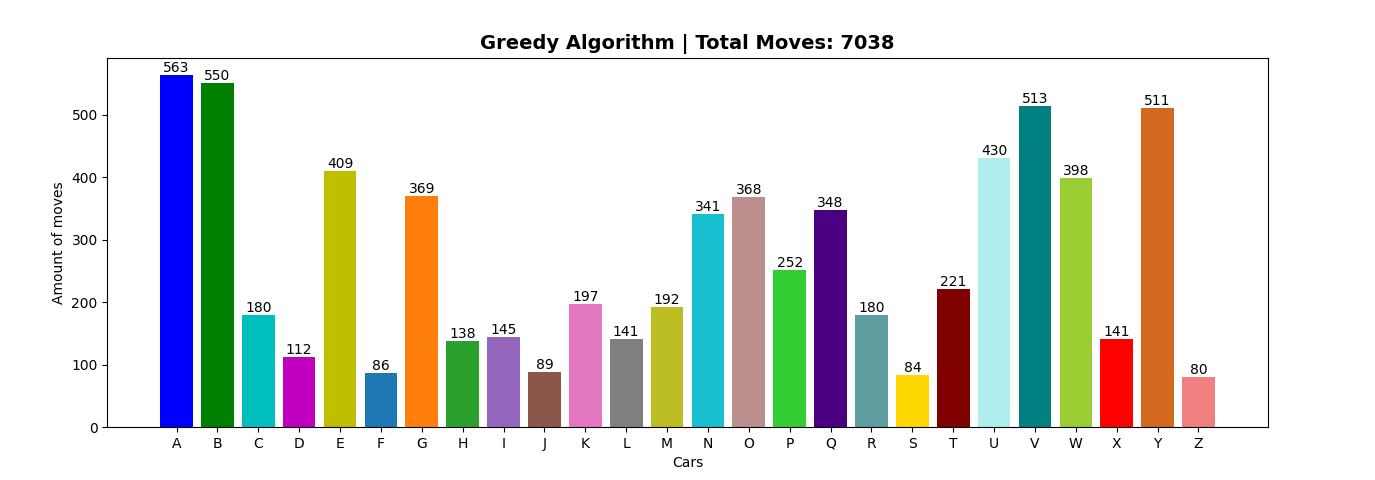 Greedy Algorithm | Total Moves: 7038
Amount of moves
500
400
300
200
100
0
563 550 180 112 409 86 369 138 145 89 197 141 192 341 368 252 348 180 84 221 430 513 398 141 511 80
A B C D E F G H I J K L M N O P Q R S T U V W X Y Z
Cars